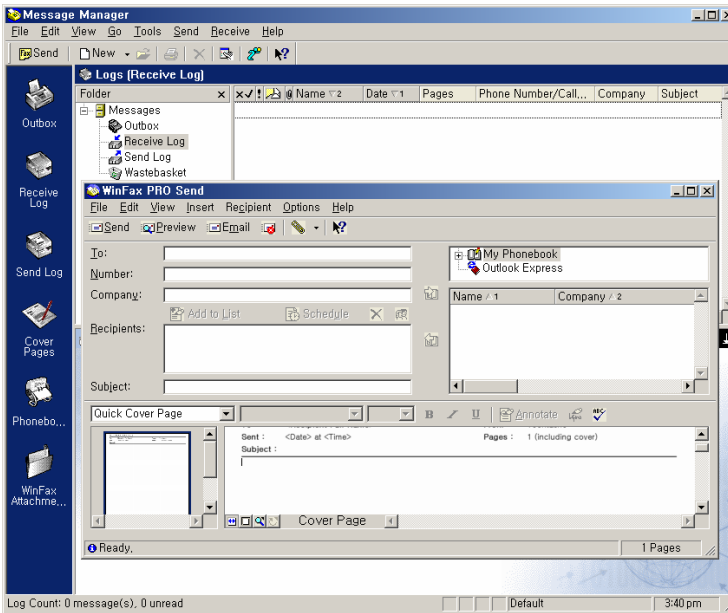 Message Manager
File Edit View Go Tools Send Receive Help
Send New
Logs (Receive Log)
Folder x Name 2 Date 1 Pages Phone Number/Call... Company Subject
Messages
Outbox
Receive Log
Send Log
Wastebasket
Outbox
Receive
Log
Send Log
Cover
Pages
Phonebo...
WinFax
Attachme...
WinFax PRO Send
File Edit View Insert Recipient Options Help
Send Preview Email
To:
Number:
Company:
Add to List Schedule
Recipients:
Subject:
My Phonebook
Outlook Express
Name 1 Company 2
Quick Cover Page B I U Annotate
Sent : <Date> at <Time> Pages : 1 (including cover)
Subject :
Cover Page
Ready, 1 Pages
Log Count: 0 message(s), 0 unread Default 3:40 pm